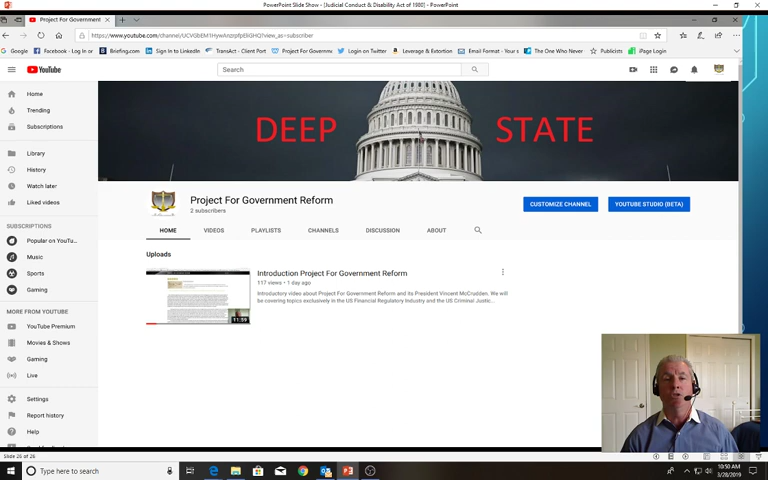 PowerPoint Slide Show - [Judicial Conduct & Disability Act of 1980] - PowerPoint
Project For Government R
https://www.youtube.com/channel/
?view_as=subscriber
Google
Facebook - Log In or
Briefing.com
Sign In to LinkedIn
TransAct - Client Port
Project For Governm
Login on Twitter
Leverage & Extortion
Email Format - Your s
The One Who Never
Publicists
iPage Login
YouTube
Search
Home
Trending
Subscriptions
Library
History
Watch later
Liked videos
SUBSCRIPTIONS
Popular on YouTu...
Music
Sports
Gaming
MORE FROM YOUTUBE
YouTube Premium
Movies & Shows
Gaming
Live
Settings
Report history
Help
DEEP STATE
Project For Government Reform
2 subscribers
CUSTOMIZE CHANNEL
YOUTUBE STUDIO (BETA)
HOME VIDEOS PLAYLISTS CHANNELS DISCUSSION ABOUT
Uploads
Introduction Project For Government Reform
117 views • 1 day ago
Introductory video about Project For Government Reform and its President Vincent McCrudden. We will
be covering topics exclusively in the US Financial Regulatory Industry and the US Criminal Justic...
11:59
Slide 26 of 26
Type here to search
10:50 AM
3/28/2019